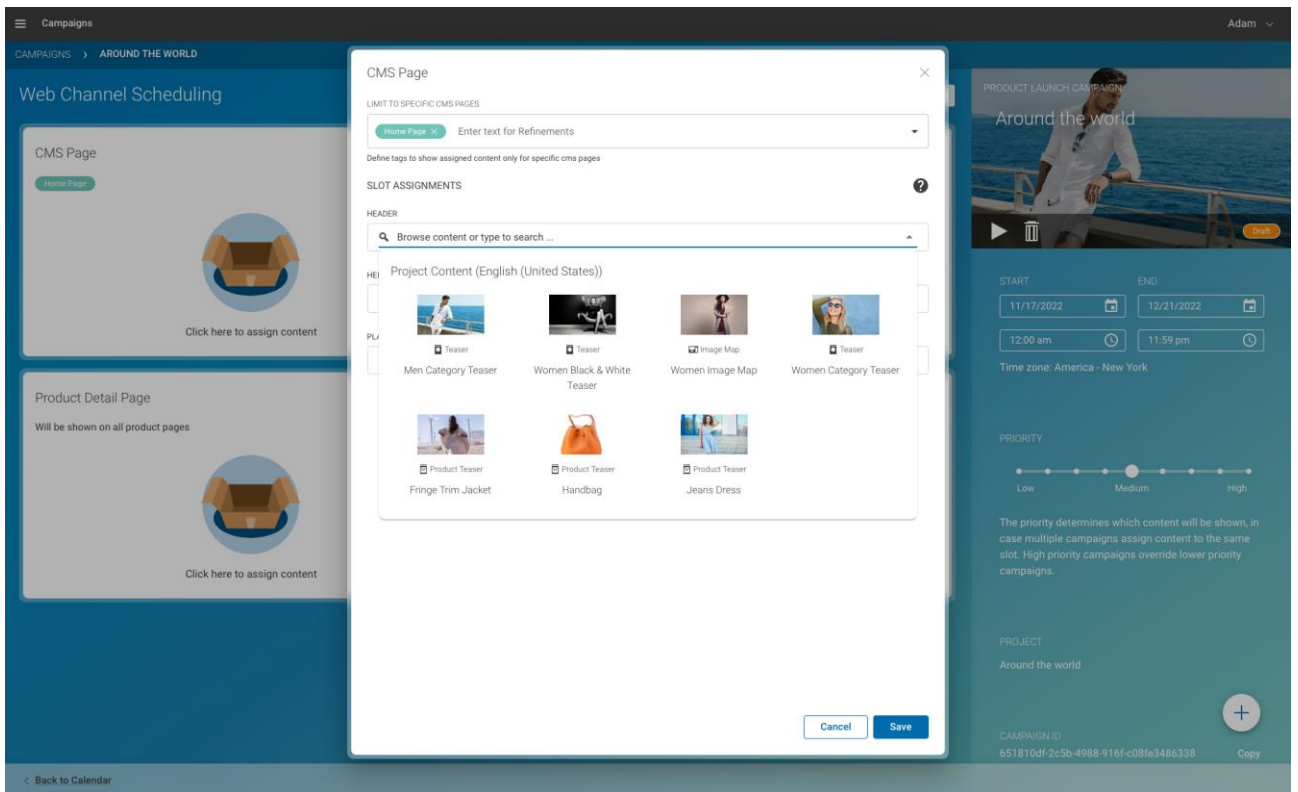 Campaigns
Adam
CAMPAIGNS › AROUND THE WORLD
Web Channel Scheduling
CMS Page
Home Page
Click here to assign content
Product Detail Page
Will be shown on all product pages
Click here to assign content
CMS Page
LIMIT TO SPECIFIC CMS PAGES
Home Page × Enter text for Refinements
Define tags to show assigned content only for specific cms pages
SLOT ASSIGNMENTS
HEADER
Browse content or type to search ...
Project Content (English (United States))
Teaser
Men Category Teaser
Teaser
Women Black & White
Teaser
Image Map
Women Image Map
Teaser
Women Category Teaser
Product Teaser
Fringe Trim Jacket
Product Teaser
Handbag
Product Teaser
Jeans Dress
Cancel Save
PRODUCT LAUNCH CAMPAIGN
Around the world
Draft
START END
11/17/2022 12/21/2022
12:00 am 11:59 pm
Time zone: America - New York
PRIORITY
Low Medium High
The priority determines which content will be shown, in
case multiple campaigns assign content to the same
slot. High priority campaigns override lower priority
campaigns.
PROJECT
Around the world
CAMPAIGN ID
651810df-2c5b-4988-916f-c08fe3486338 Copy
‹ Back to Calendar